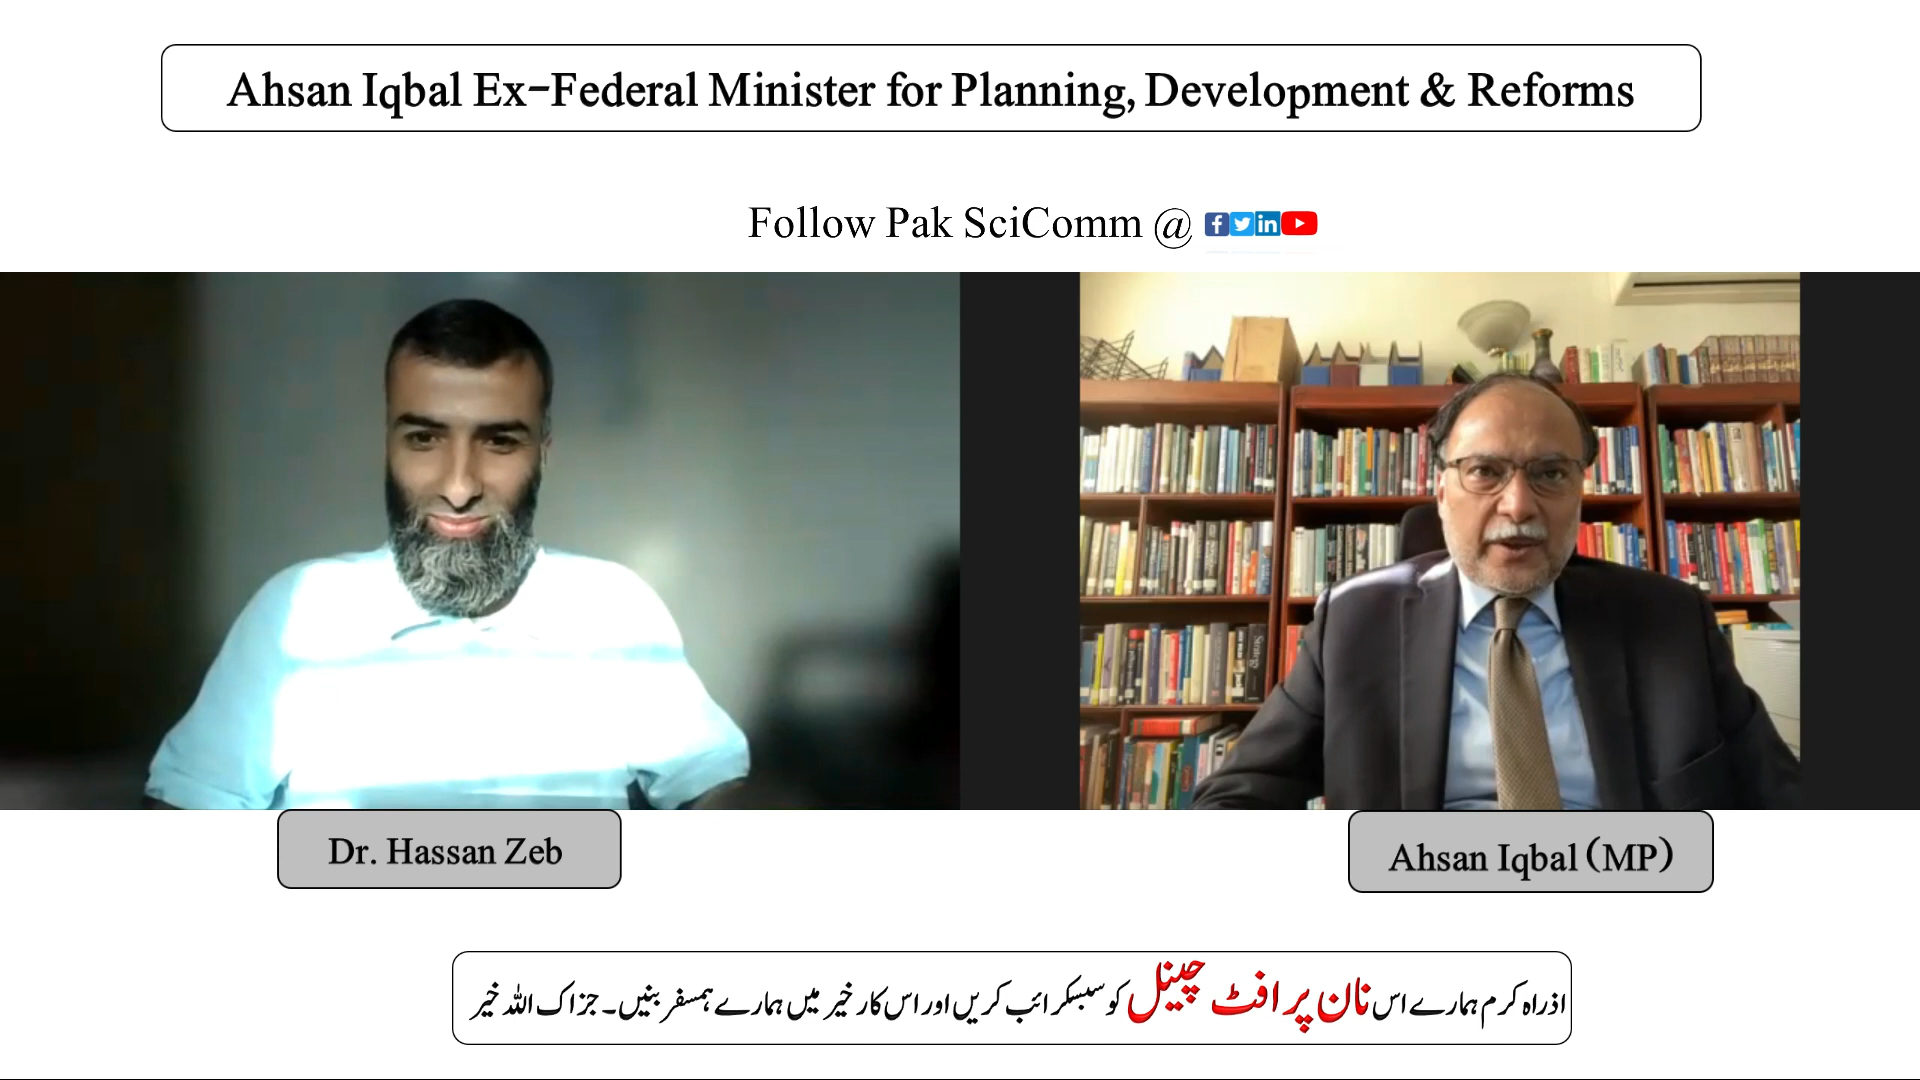 Ahsan Iqbal Ex-Federal Minister for Planning, Development & Reforms
Follow Pak SciComm @
Dr. Hassan Zeb
Ahsan Iqbal (MP)
اذراہ کرم ہمارے اس نان پرافٹ چینل کو سبسکرائب کریں اور اس کار خیر میں ہمارے ہمسفر بنیں۔ جزاک اللہ خیر